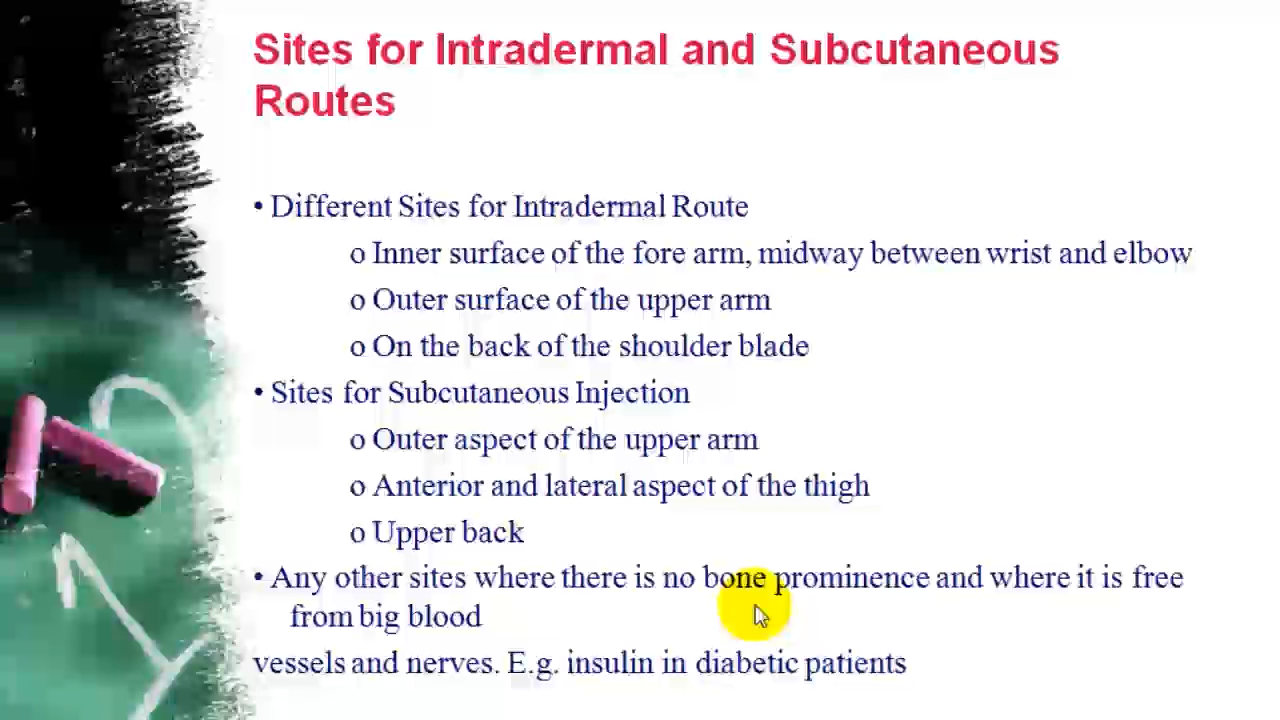 Sites for Intradermal and Subcutaneous
Routes
• Different Sites for Intradermal Route
o Inner surface of the fore arm, midway between wrist and elbow
o Outer surface of the upper arm
o On the back of the shoulder blade
• Sites for Subcutaneous Injection
o Outer aspect of the upper arm
o Anterior and lateral aspect of the thigh
o Upper back
• Any other sites where there is no bone prominence and where it is free
from big blood
vessels and nerves. E.g. insulin in diabetic patients